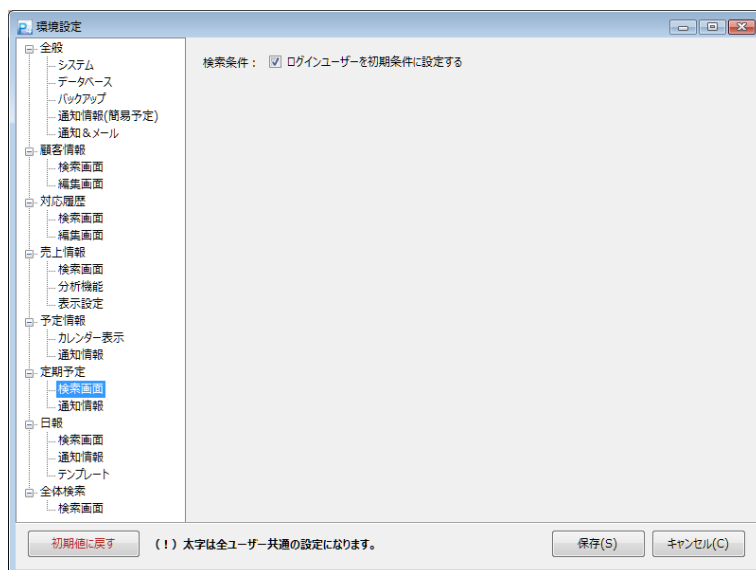 環境設定
全般
システム
データベース
バックアップ
通知情報(簡易予定)
通知&メール
顧客情報
検索画面
編集画面
対応履歴
検索画面
編集画面
売上情報
検索画面
分析機能
表示設定
予定情報
カレンダー表示
通知情報
定期予定
検索画面
通知情報
日報
検索画面
通知情報
テンプレート
全体検索
検索画面
検索条件: ログインユーザーを初期条件に設定する
初期値に戻す (!)太字は全ユーザー共通の設定になります。 保存(S) キャンセル(C)